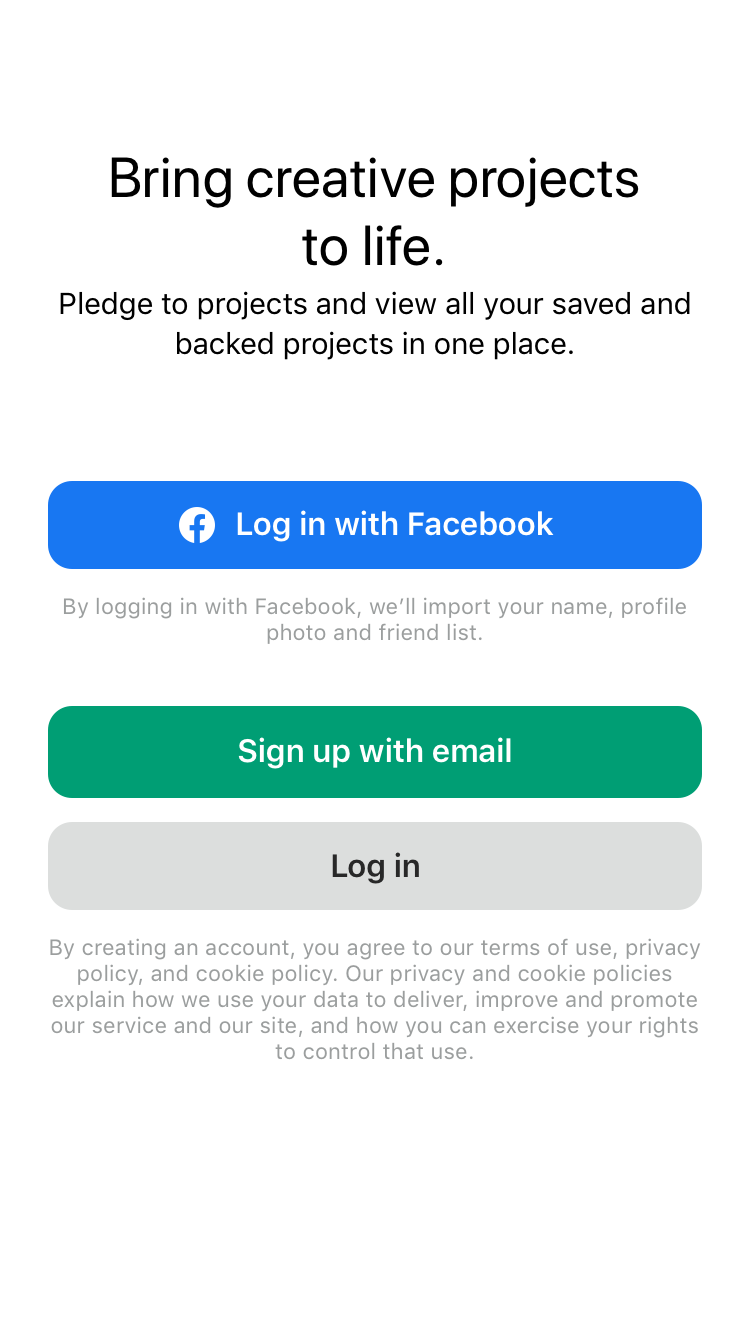 Bring creative projects
to life.
Pledge to projects and view all your saved and
backed projects in one place.
Log in with Facebook
By logging in with Facebook, we’ll import your name, profile
photo and friend list.
Sign up with email
Log in
By creating an account, you agree to our terms of use, privacy
policy, and cookie policy. Our privacy and cookie policies
explain how we use your data to deliver, improve and promote
our service and our site, and how you can exercise your rights
to control that use.